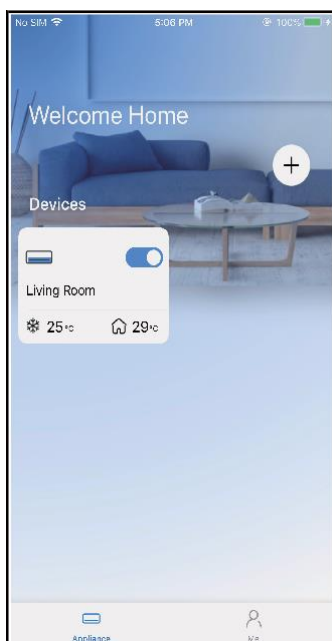 No SIM 5:06 PM 100%
Welcome Home
+
Devices
Living Room
25°C 29°C
Appliance Me